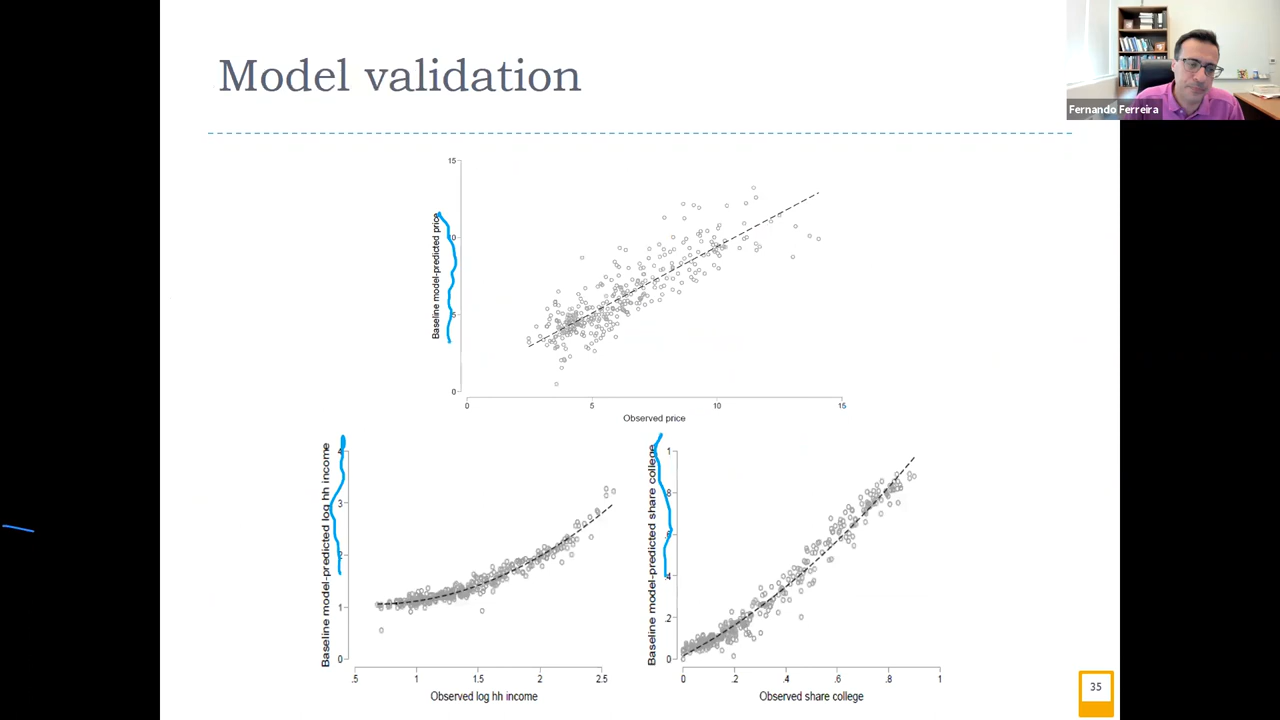 Model validation
Fernando Ferreira
15
10
5
0
Baseline model-predicted price
0 5 10 15
Observed price
4
3
2
1
0
Baseline model-predicted log hh income
.5 1 1.5 2 2.5
Observed log hh income
1
.8
.6
.4
.2
0
Baseline model-predicted share college
0 .2 .4 .6 .8 1
Observed share college
35